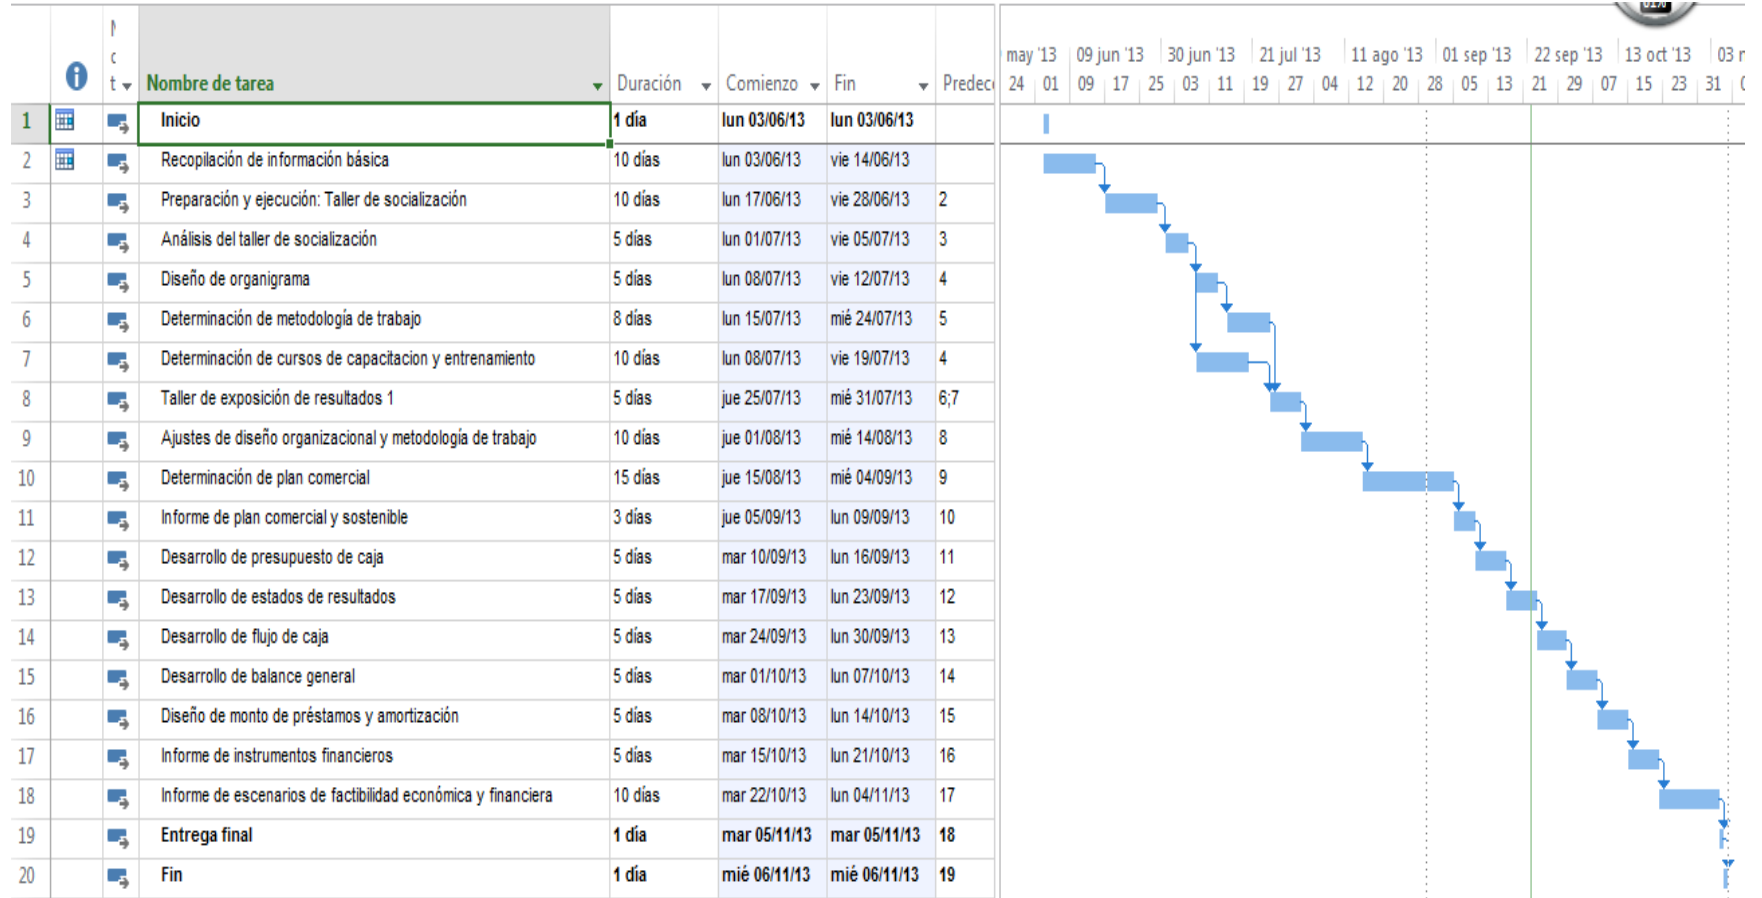 81%
N
c
t
Nombre de tarea Duración Comienzo Fin Predec
may '13 09 jun '13 30 jun '13 21 jul '13 11 ago '13 01 sep '13 22 sep '13 13 oct '13 03 n
24 01 09 17 25 03 11 19 27 04 12 20 28 05 13 21 29 07 15 23 31
1 Inicio 1 día lun 03/06/13 lun 03/06/13
2 Recopilación de información básica 10 días lun 03/06/13 vie 14/06/13
3 Preparación y ejecución: Taller de socialización 10 días lun 17/06/13 vie 28/06/13 2
4 Análisis del taller de socialización 5 días lun 01/07/13 vie 05/07/13 3
5 Diseño de organigrama 5 días lun 08/07/13 vie 12/07/13 4
6 Determinación de metodología de trabajo 8 días lun 15/07/13 mié 24/07/13 5
7 Determinación de cursos de capacitacion y entrenamiento 10 días lun 08/07/13 vie 19/07/13 4
8 Taller de exposición de resultados 1 5 días jue 25/07/13 mié 31/07/13 6;7
9 Ajustes de diseño organizacional y metodología de trabajo 10 días jue 01/08/13 mié 14/08/13 8
10 Determinación de plan comercial 15 días jue 15/08/13 mié 04/09/13 9
11 Informe de plan comercial y sostenible 3 días jue 05/09/13 lun 09/09/13 10
12 Desarrollo de presupuesto de caja 5 días mar 10/09/13 lun 16/09/13 11
13 Desarrollo de estados de resultados 5 días mar 17/09/13 lun 23/09/13 12
14 Desarrollo de flujo de caja 5 días mar 24/09/13 lun 30/09/13 13
15 Desarrollo de balance general 5 días mar 01/10/13 lun 07/10/13 14
16 Diseño de monto de préstamos y amortización 5 días mar 08/10/13 lun 14/10/13 15
17 Informe de instrumentos financieros 5 días mar 15/10/13 lun 21/10/13 16
18 Informe de escenarios de factibilidad económica y financiera 10 días mar 22/10/13 lun 04/11/13 17
19 Entrega final 1 día mar 05/11/13 mar 05/11/13 18
20 Fin 1 día mié 06/11/13 mié 06/11/13 19